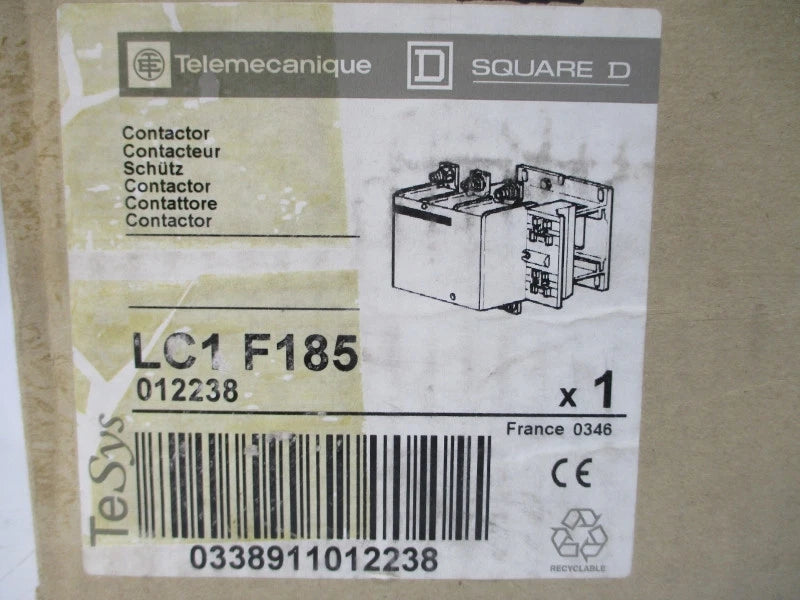 Telemecanique D SQUARE D
Contactor
Contacteur
Schütz
Contactor
Contattore
Contactor
LC1 F185
012238
x 1
France 0346
TeSys
CE
0338911012238
RECYCLABLE